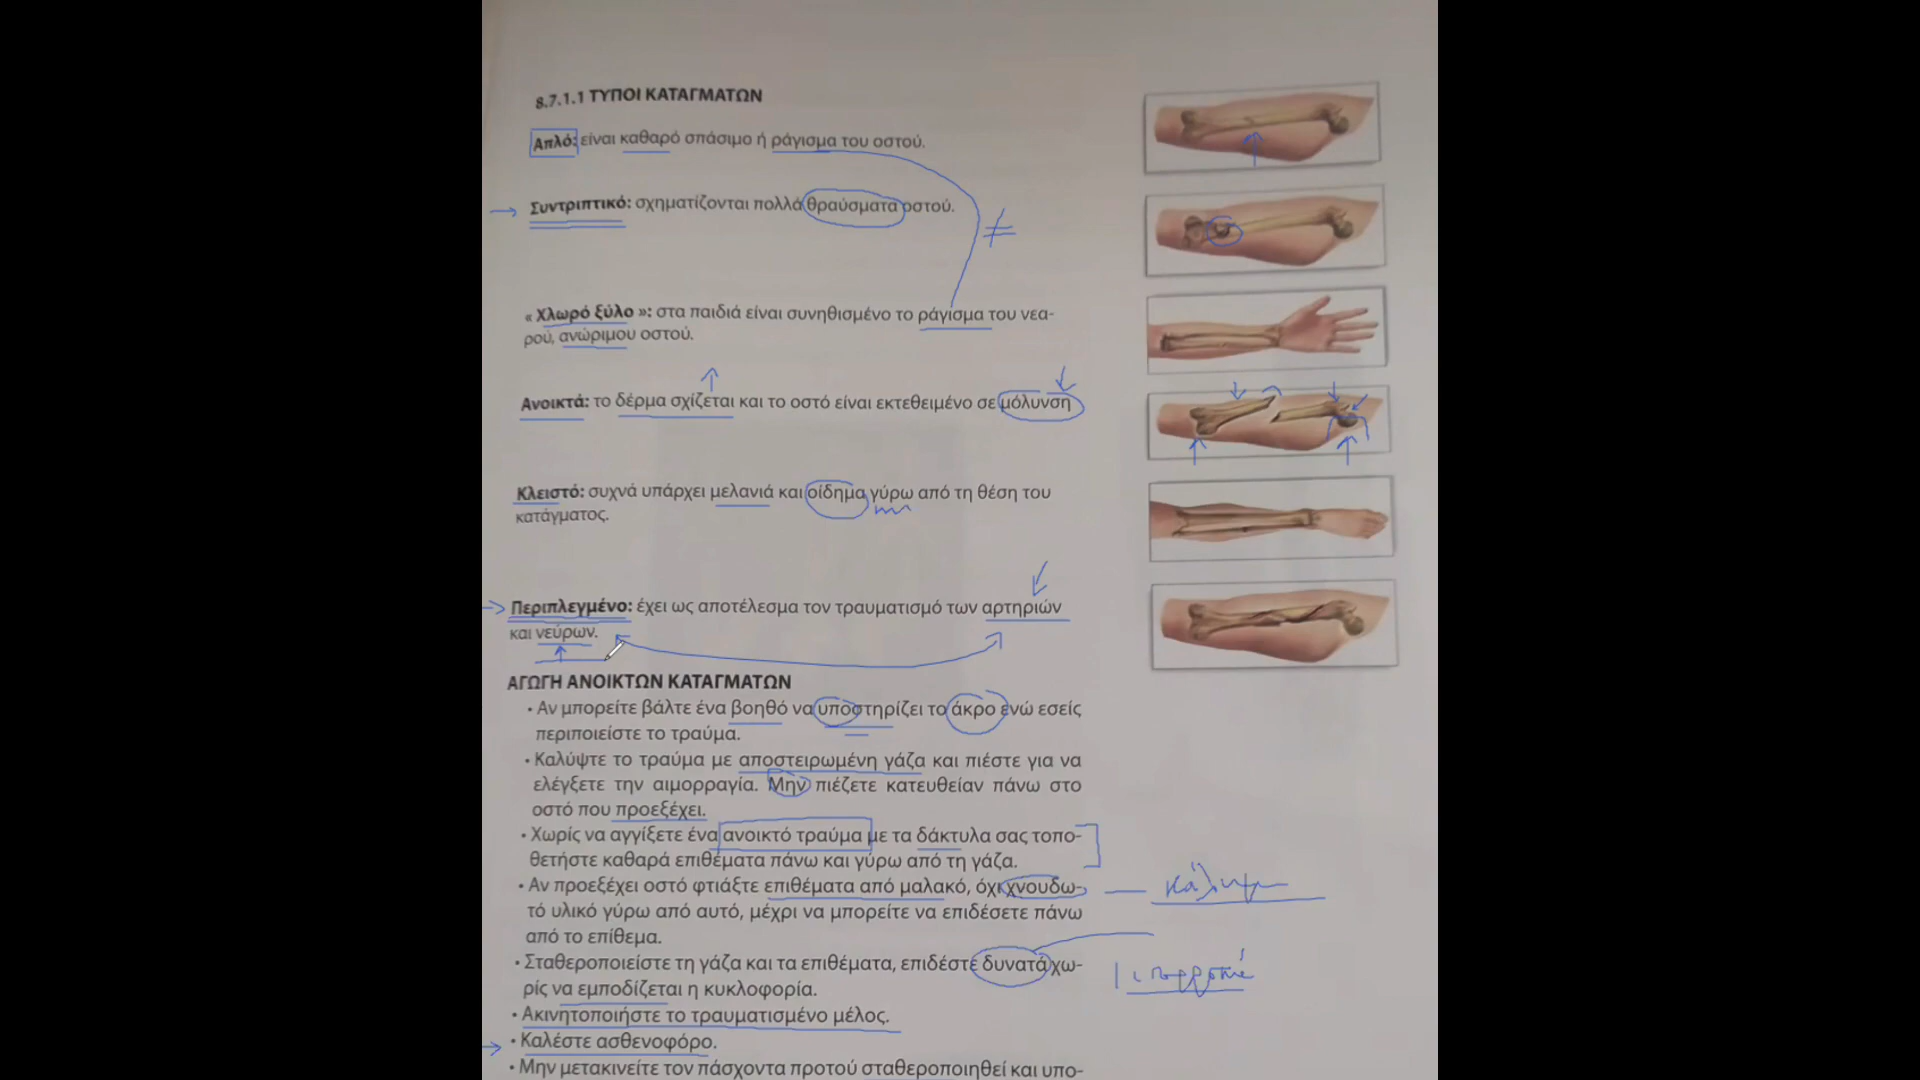 8.7.1.1 ΤΥΠΟΙ ΚΑΤΑΓΜΑΤΩΝ
Απλό: είναι καθαρό σπάσιμο ή ράγισμα του οστού.
Συντριπτικό: σχηματίζονται πολλά θραύσματα οστού.
≠
« Χλωρό ξύλο »: στα παιδιά είναι συνηθισμένο το ράγισμα του νεα-
ρού, ανώριμου οστού.
Ανοικτά: το δέρμα σχίζεται και το οστό είναι εκτεθειμένο σε μόλυνση
Κλειστό: συχνά υπάρχει μελανιά και οίδημα γύρω από τη θέση του
κατάγματος.
Περιπλεγμένο: έχει ως αποτέλεσμα τον τραυματισμό των αρτηριών
και νεύρων.
ΑΓΩΓΗ ΑΝΟΙΚΤΩΝ ΚΑΤΑΓΜΑΤΩΝ
• Αν μπορείτε βάλτε ένα βοηθό να υποστηρίζει το άκρο ενώ εσείς
περιποιείστε το τραύμα.
• Καλύψτε το τραύμα με αποστειρωμένη γάζα και πιέστε για να
ελέγξετε την αιμορραγία. Μην πιέζετε κατευθείαν πάνω στο
οστό που προεξέχει.
• Χωρίς να αγγίξετε ένα ανοικτό τραύμα με τα δάκτυλα σας τοπο-
θετήστε καθαρά επιθέματα πάνω και γύρω από τη γάζα.
• Αν προεξέχει οστό φτιάξτε επιθέματα από μαλακό, όχι χνουδω-
τό υλικό γύρω από αυτό, μέχρι να μπορείτε να επιδέσετε πάνω
από το επίθεμα.
• Σταθεροποιείστε τη γάζα και τα επιθέματα, επιδέστε δυνατά χω-
ρίς να εμποδίζεται η κυκλοφορία.
• Ακινητοποιήστε το τραυματισμένο μέλος.
• Καλέστε ασθενοφόρο.
• Μην μετακινείτε τον πάσχοντα προτού σταθεροποιηθεί και υπο-